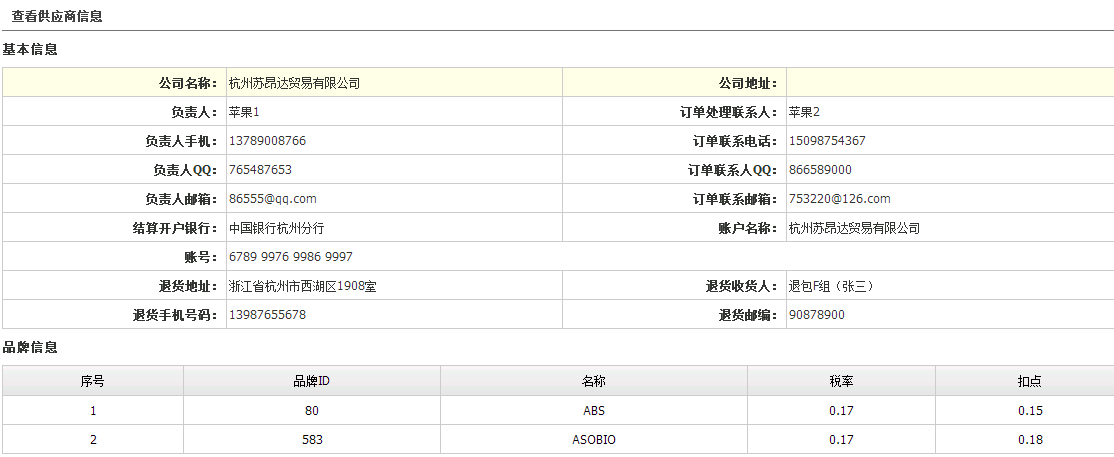 查看供应商信息
基本信息
公司名称： 杭州苏昂达贸易有限公司 公司地址：
负责人： 苹果1 订单处理联系人： 苹果2
负责人手机： 13789008766 订单联系电话： 15098754367
负责人QQ： 765487653 订单联系人QQ： 866589000
负责人邮箱： 86555@qq.com 订单联系邮箱： 753220@126.com
结算开户银行： 中国银行杭州分行 账户名称： 杭州苏昂达贸易有限公司
账号： 6789 9976 9986 9997
退货地址： 浙江省杭州市西湖区1908室 退货收货人： 退包F组（张三）
退货手机号码： 13987655678 退货邮编： 90878900
品牌信息
序号 品牌ID 名称 税率 扣点
1 80 ABS 0.17 0.15
2 583 ASOBIO 0.17 0.18